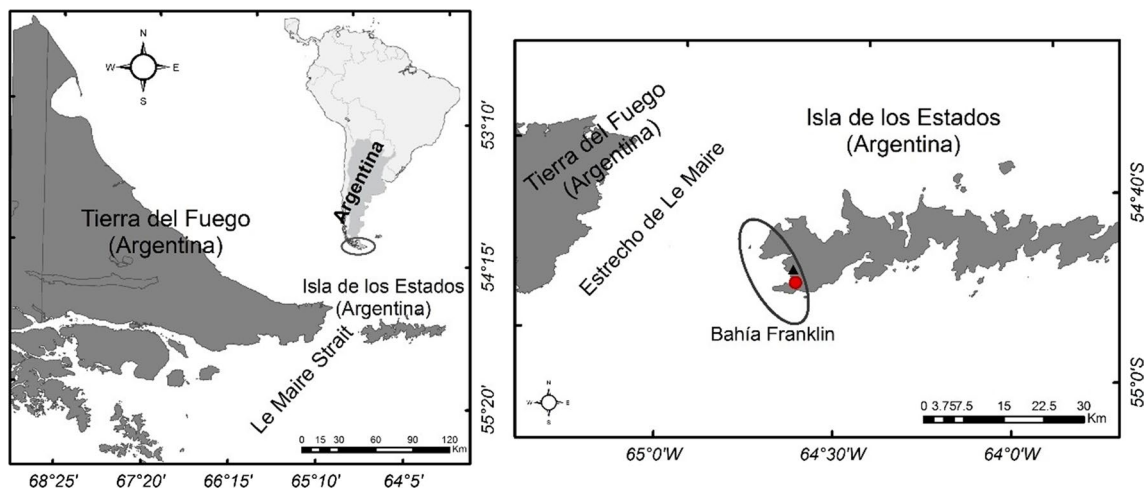 N
W
E
S
Argentina
53°10'
54°15'
55°20'
Tierra del Fuego
(Argentina)
Isla de los Estados
(Argentina)
Le Maire Strait
0 15 30 60 90 120
Km
68°25' 67°20' 66°15' 65°10' 64°5'
Tierra del Fuego
(Argentina)
Estrecho de Le Maire
Isla de los Estados
(Argentina)
54°40'S
55°0'S
Bahía Franklin
N
W
E
S
0 3.75 7.5 15 22.5 30
Km
65°0'W 64°30'W 64°0'W